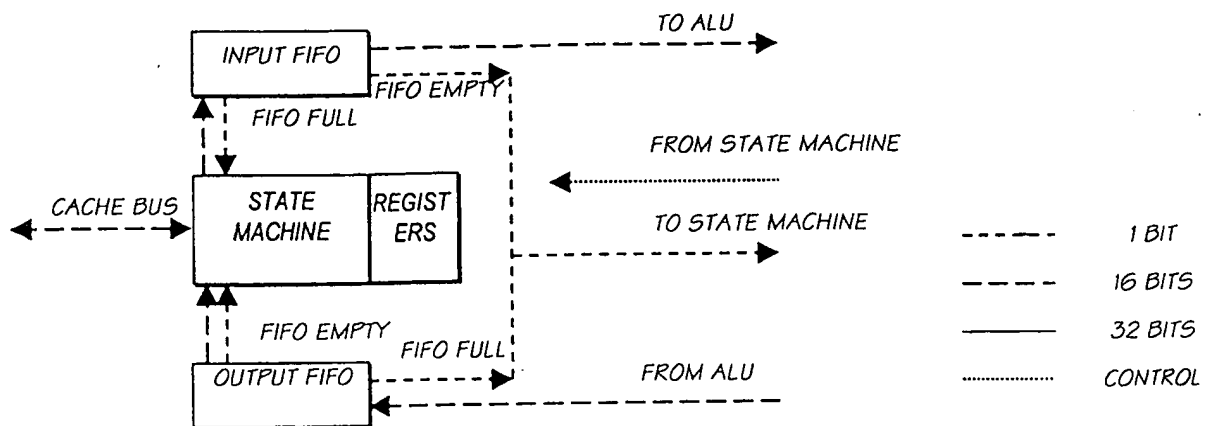 TO ALU
INPUT FIFO
FIFO EMPTY
FIFO FULL
FROM STATE MACHINE
CACHE BUS
STATE
MACHINE
REGIST
ERS
TO STATE MACHINE
1 BIT
16 BITS
FIFO EMPTY
32 BITS
FIFO FULL
OUTPUT FIFO
FROM ALU
CONTROL